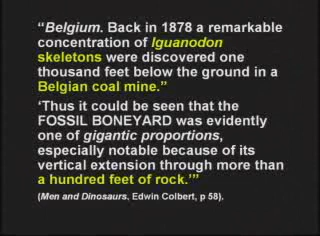 “Belgium. Back in 1878 a remarkable
concentration of Iguanodon
skeletons were discovered one
thousand feet below the ground in a
Belgian coal mine.”
‘Thus it could be seen that the
FOSSIL BONEYARD was evidently
one of gigantic proportions,
especially notable because of its
vertical extension through more than
a hundred feet of rock.’”
(Men and Dinosaurs, Edwin Colbert, p 58).